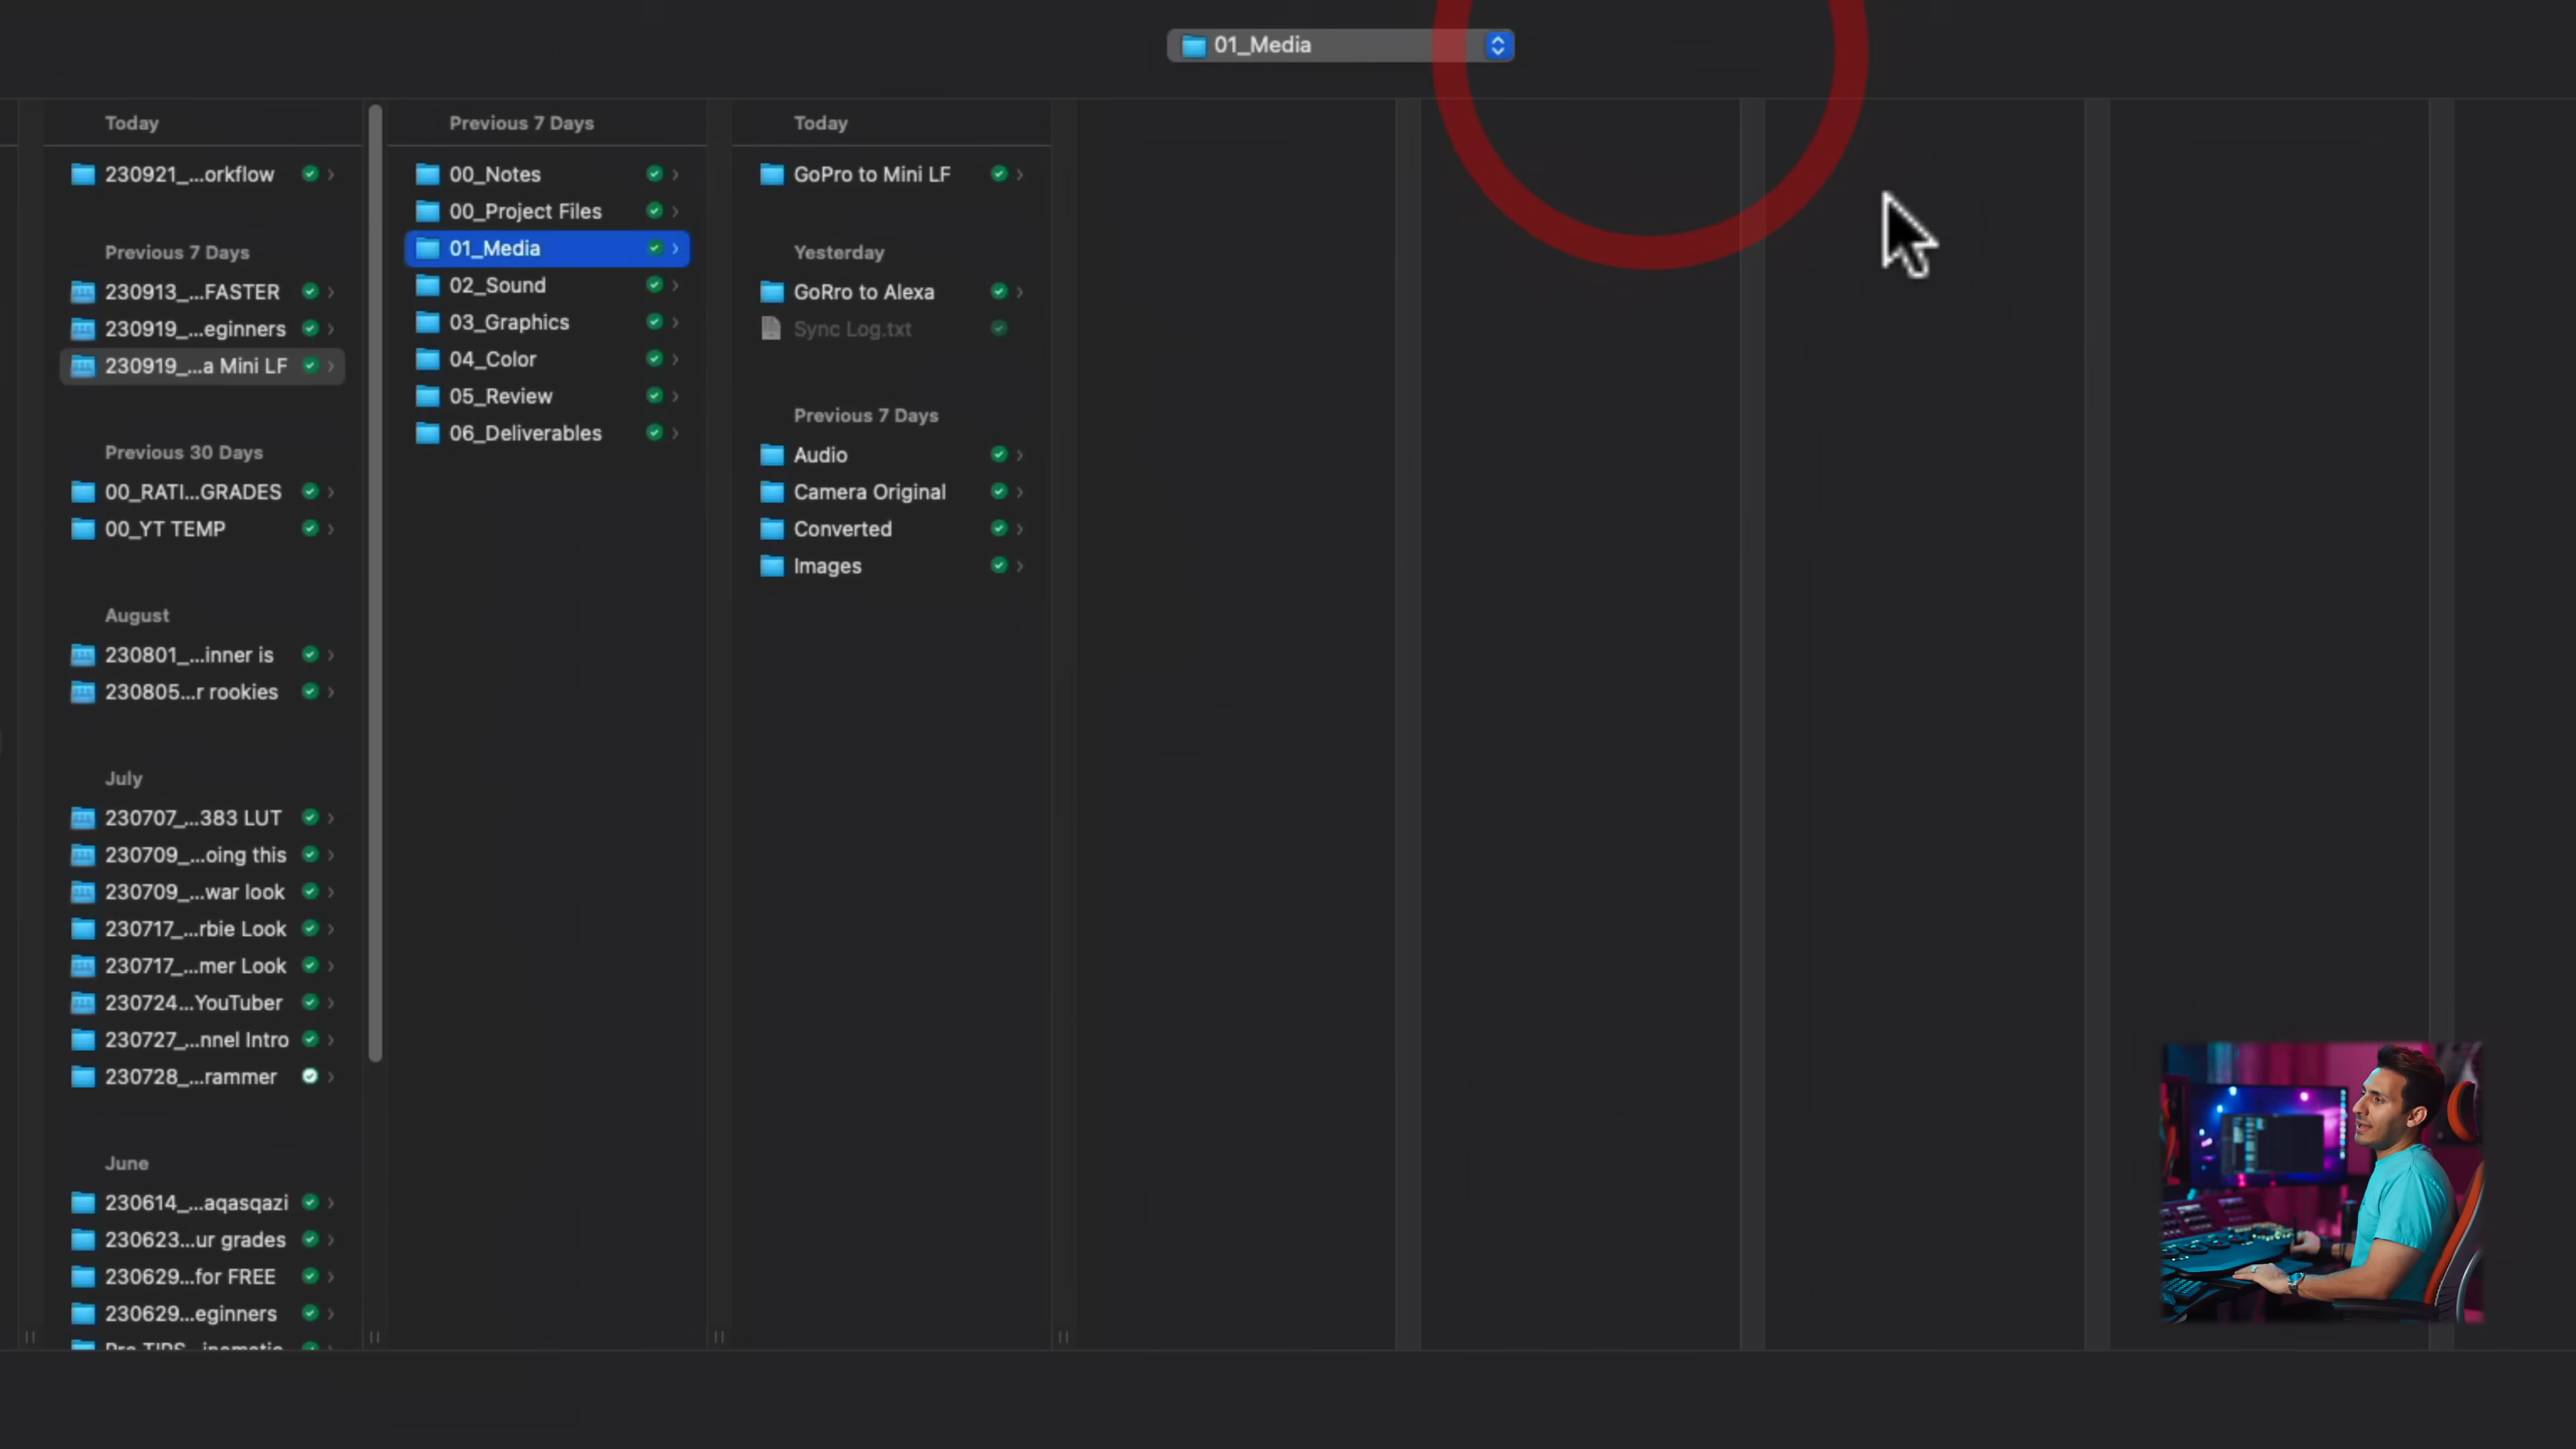 01_Media
Today
230921_...orkflow
Previous 7 Days
230913_...FASTER
230919_...eginners
230919_...a Mini LF
Previous 30 Days
00_RATI...GRADES
00_YT TEMP
August
230801_...inner is
230805...r rookies
July
230707_...383 LUT
230709_...oing this
230709_...war look
230717_...rbie Look
230717_...mer Look
230724...YouTuber
230727_...nnel Intro
230728_...rammer
June
230614_...aqasqazi
230623...ur grades
230629...for FREE
230629...eginners
Pro TIPS...inematic
Previous 7 Days
00_Notes
00_Project Files
01_Media
02_Sound
03_Graphics
04_Color
05_Review
06_Deliverables
Today
GoPro to Mini LF
Yesterday
GoRro to Alexa
Sync Log.txt
Previous 7 Days
Audio
Camera Original
Converted
Images